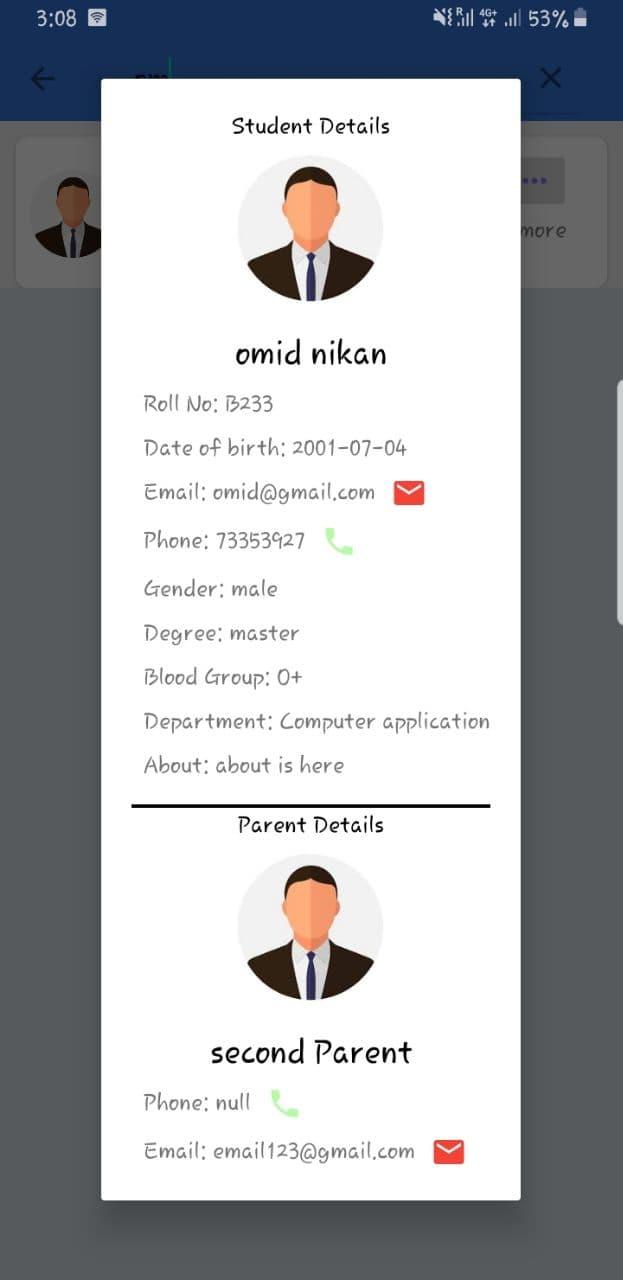 3:08
R 4G+ 53%
om
Student Details
more
omid nikan
Roll No: B233
Date of birth: 2001-07-04
Email: omid@gmail.com
Phone: 73353927
Gender: male
Degree: master
Blood Group: O+
Department: Computer application
About: about is here
Parent Details
second Parent
Phone: null
Email: email123@gmail.com